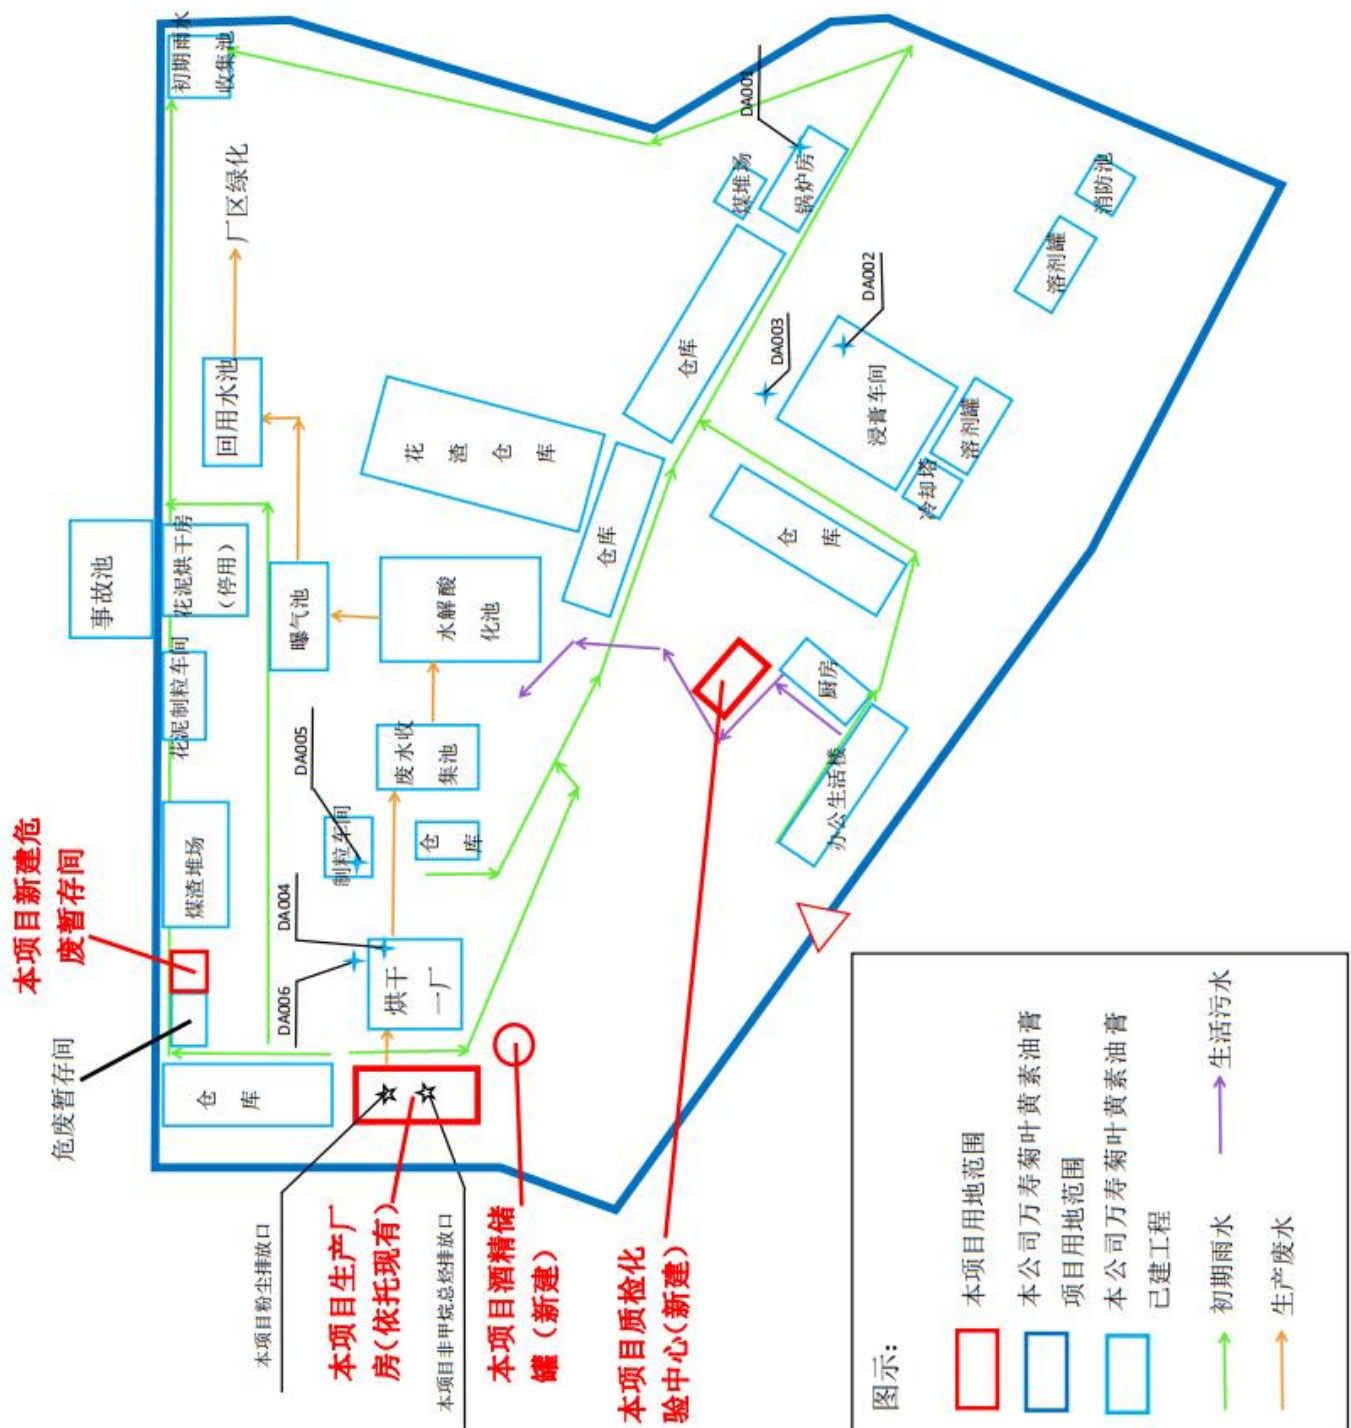 初期雨水
收集池
厂区绿化
回用水池
事故池
花泥烘干房
（停用）
花泥制粒车间
曝气池
水解酸
化池
废水收
集池
制粒车间
仓
库
煤渣堆场
本项目新建危
废暂存间
危废暂存间
仓
库
烘干
一厂
DA004
DA005
DA006
花
渣
仓
库
仓库
仓库
煤堆场
锅炉房
DA001
DA002
DA003
浸膏车间
溶剂罐
消防池
溶剂罐
冷却塔
仓
库
厨房
办公生活楼
本项目粉尘排放口
本项目生产厂
房(依托现有)
本项目非甲烷总烃排放口
本项目酒精储
罐（新建）
本项目质检化
验中心(新建)
图示：
本项目用地范围
本公司万寿菊叶黄素油膏
项目用地范围
本公司万寿菊叶黄素油膏
已建工程
初期雨水
生活污水
生产废水